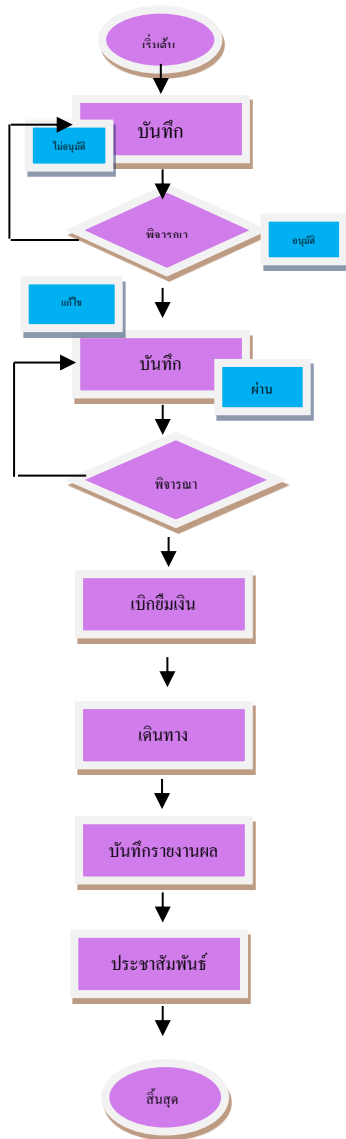 เริ่มต้น
บันทึก
ไม่อนุมัติ
พิจารณา
อนุมัติ
แก้ไข
บันทึก
ผ่าน
พิจารณา
เบิกยืมเงิน
เดินทาง
บันทึกรายงานผล
ประชาสัมพันธ์
สิ้นสุด